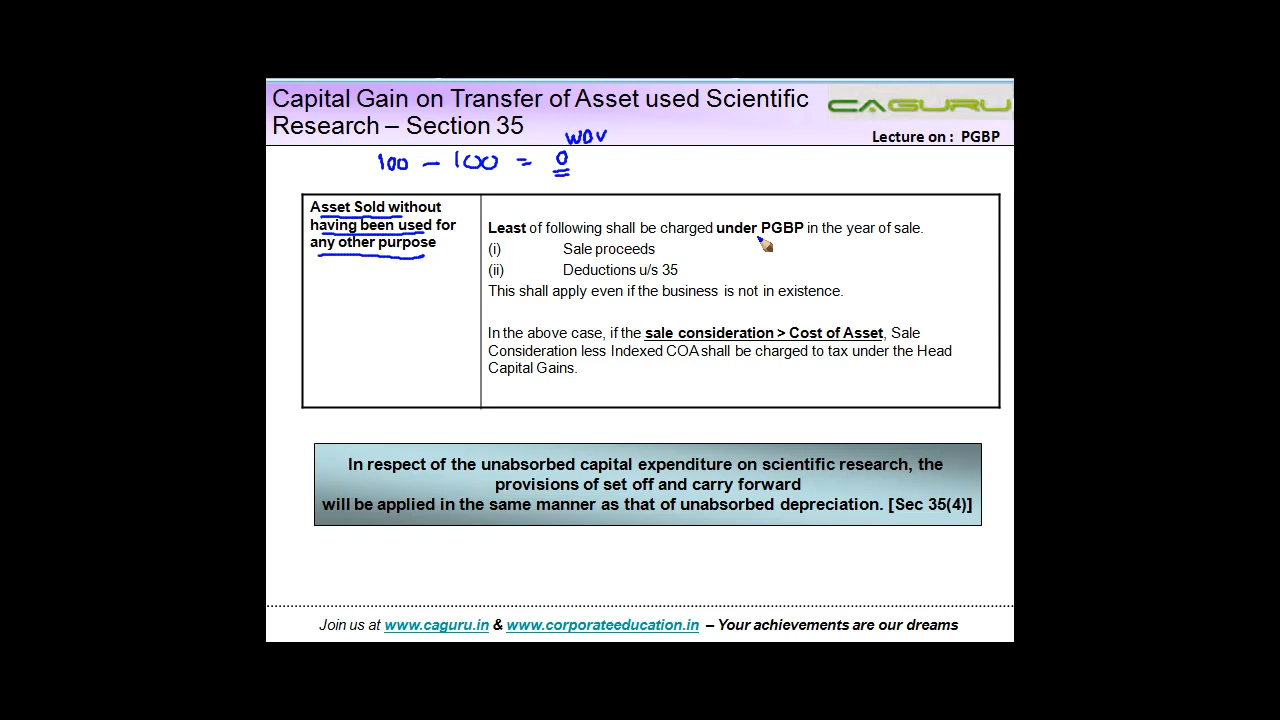 Capital Gain on Transfer of Asset used Scientific
Research – Section 35
CAGURU
Lecture on : PGBP
WDV
100 – 100 = 0
Asset Sold without
having been used for
any other purpose
Least of following shall be charged under PGBP in the year of sale.
(i) Sale proceeds
(ii) Deductions u/s 35
This shall apply even if the business is not in existence.
In the above case, if the sale consideration > Cost of Asset, Sale
Consideration less Indexed COA shall be charged to tax under the Head
Capital Gains.
In respect of the unabsorbed capital expenditure on scientific research, the
provisions of set off and carry forward
will be applied in the same manner as that of unabsorbed depreciation. [Sec 35(4)]
Join us at www.caguru.in & www.corporateeducation.in – Your achievements are our dreams